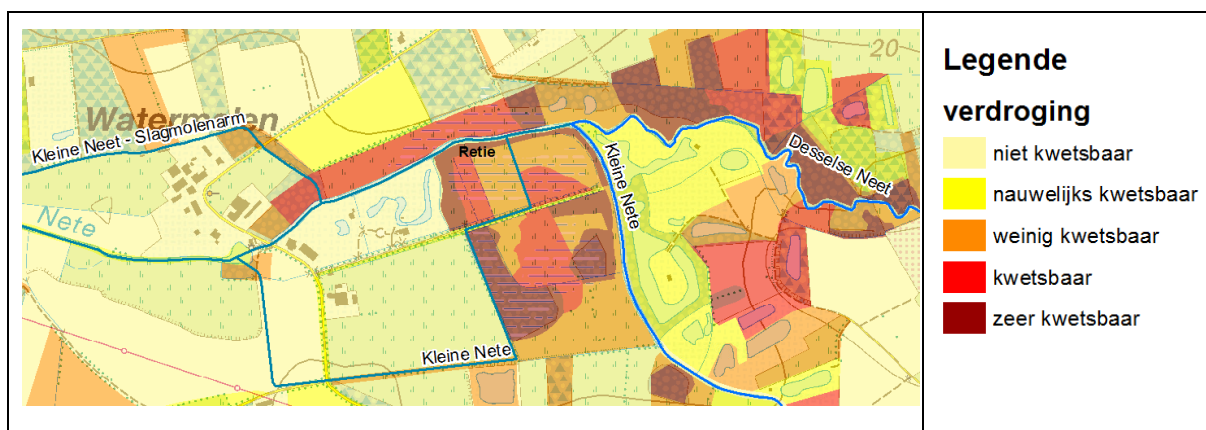 20
Watermolen
Kleine Neet - Slagmolenarm
Retie
Kleine Nete
Desselse Neet
Nete
Kleine Nete
Legende
verdroging
niet kwetsbaar
nauwelijks kwetsbaar
weinig kwetsbaar
kwetsbaar
zeer kwetsbaar